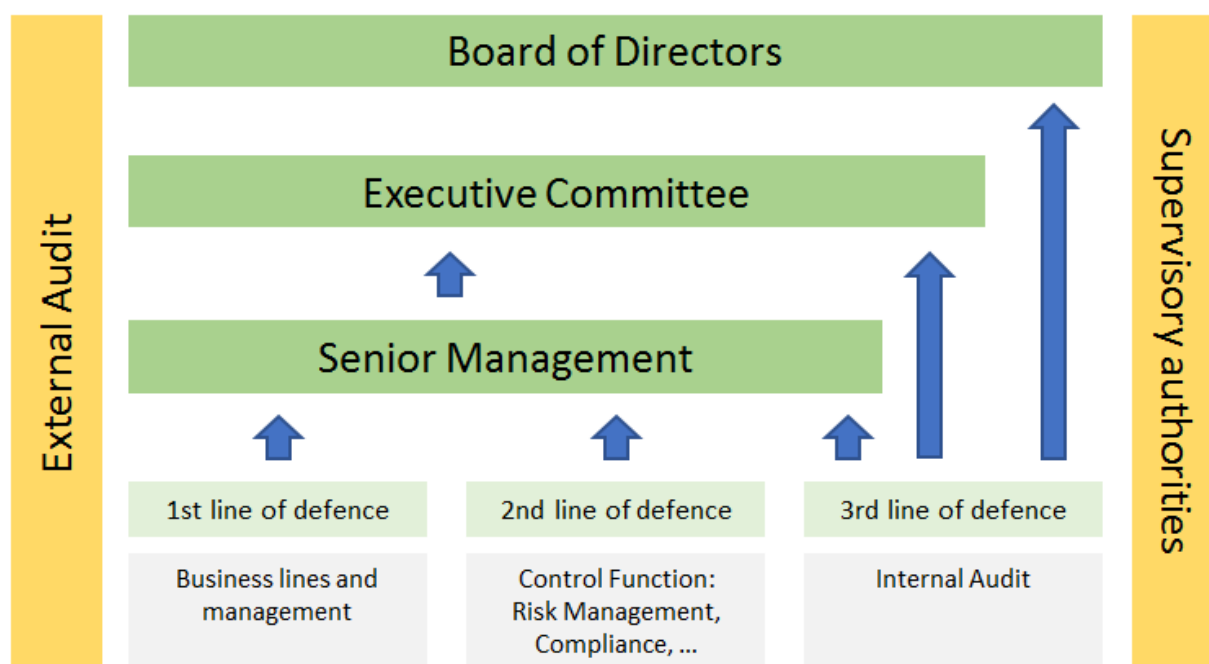 External Audit
Board of Directors
Executive Committee
Senior Management
1st line of defence
2nd line of defence
3rd line of defence
Business lines and
management
Control Function:
Risk Management,
Compliance, ...
Internal Audit
Supervisory authorities